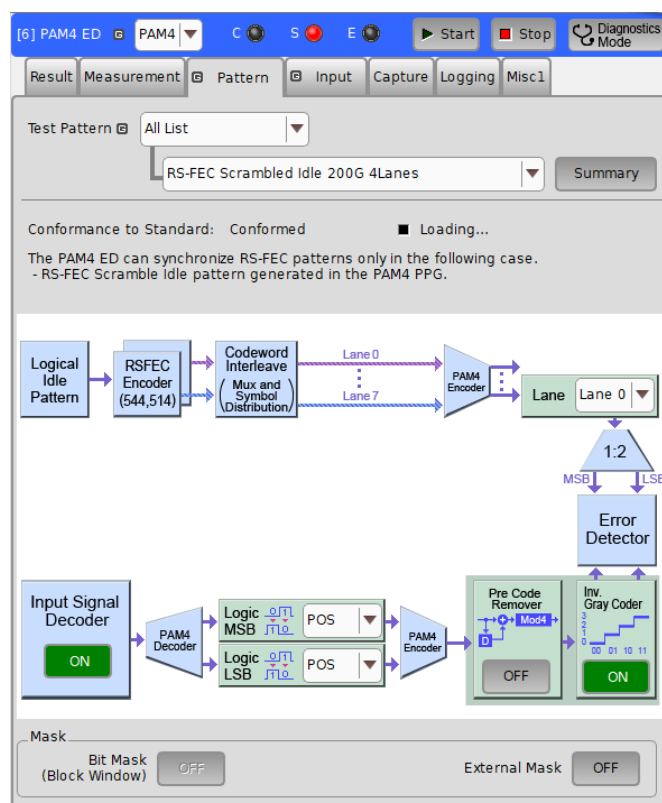 [6] PAM4 ED G PAM4 C S E Start Stop Diagnostics Mode
Result Measurement G Pattern G Input Capture Logging Misc1
Test Pattern G All List
RS-FEC Scrambled Idle 200G 4Lanes Summary
Conformance to Standard: Conformed Loading...
The PAM4 ED can synchronize RS-FEC patterns only in the following case.
- RS-FEC Scramble Idle pattern generated in the PAM4 PPG.
Logical
Idle
Pattern
RSFEC
Encoder
(544,514)
Codeword
Interleave
(Mux and
Symbol
Distribution)
Lane 0
Lane 7
PAM4
Encoder
Lane Lane 0
1:2
MSB LSB
Error
Detector
Input Signal
Decoder
ON
PAM4
Decoder
Logic
MSB POS
Logic
LSB POS
PAM4
Encoder
Pre Code
Remover
D + Mod4
OFF
Inv.
Gray Coder
3
2
1
0
00 01 10 11
ON
Mask
Bit Mask
(Block Window) OFF
External Mask OFF